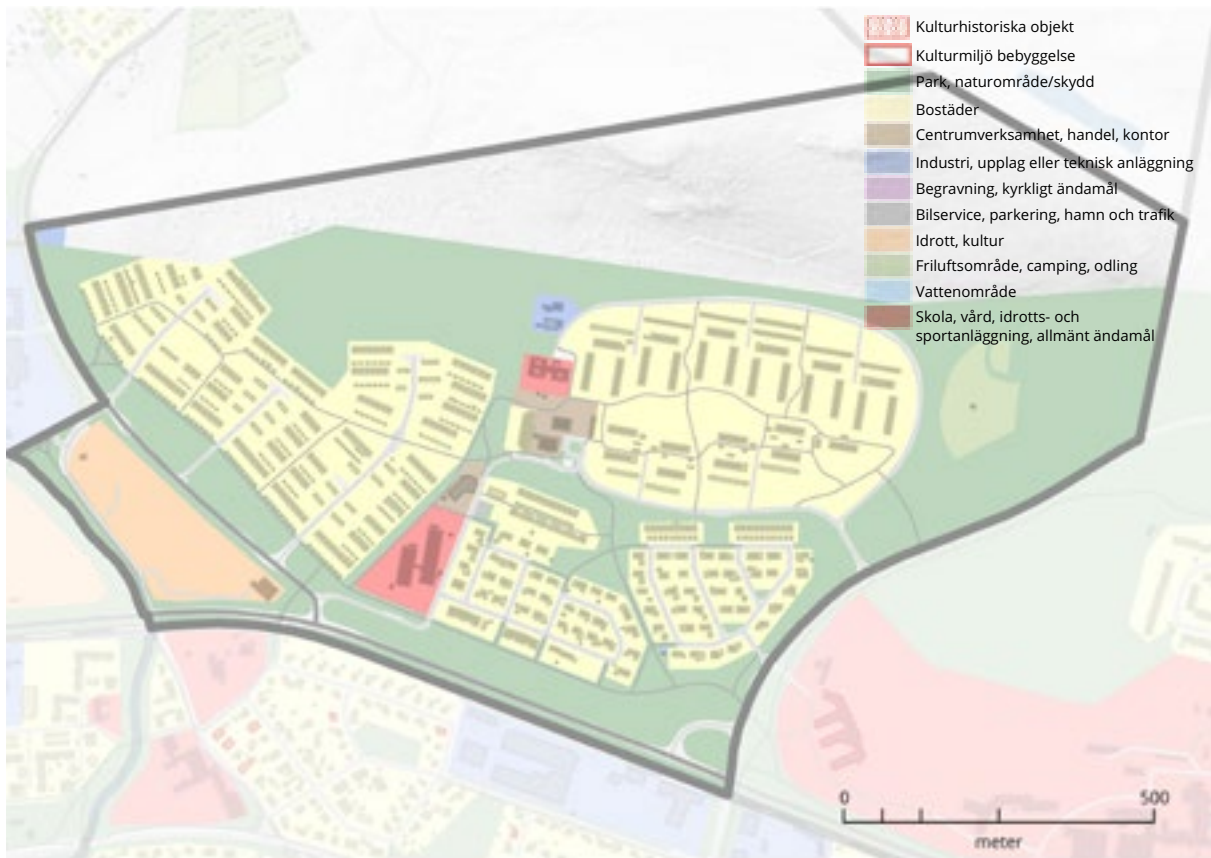 Kulturhistoriska objekt
Kulturmiljö bebyggelse
Park, naturområde/skydd
Bostäder
Centrumverksamhet, handel, kontor
Industri, upplag eller teknisk anläggning
Begravning, kyrkligt ändamål
Bilservice, parkering, hamn och trafik
Idrott, kultur
Friluftsområde, camping, odling
Vattenområde
Skola, vård, idrotts- och
sportanläggning, allmänt ändamål
0 500
meter